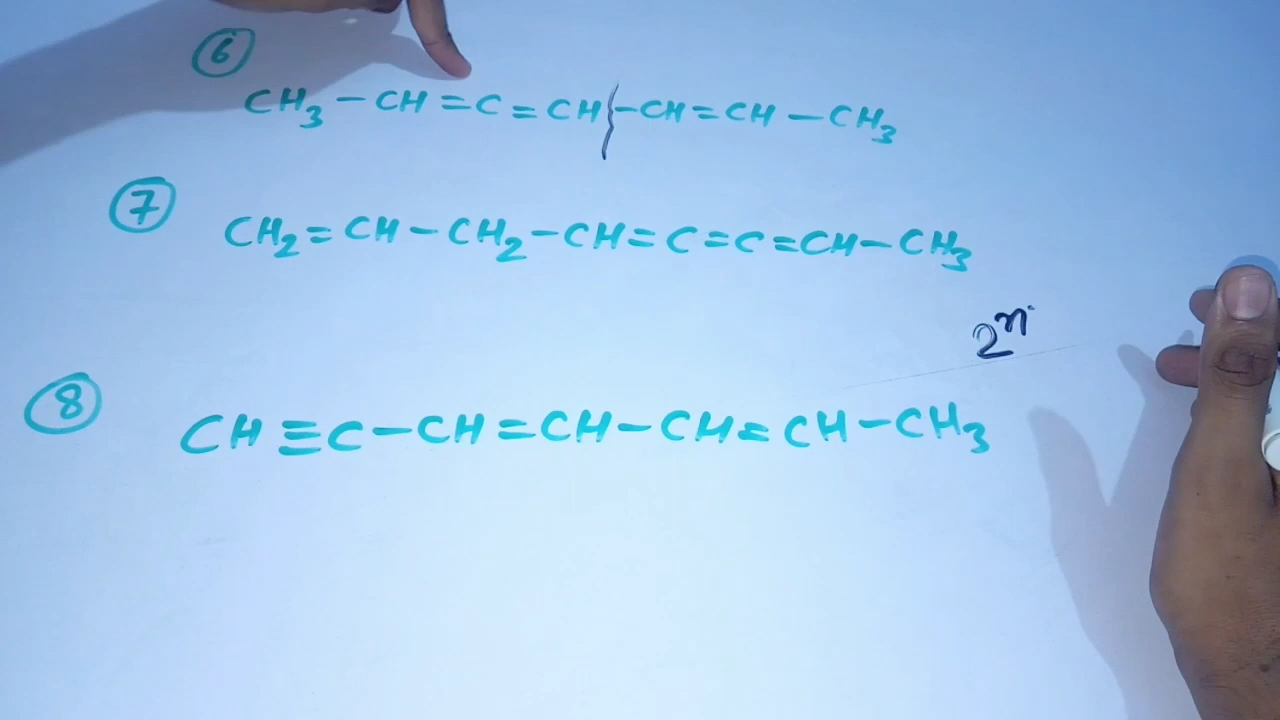 ⑥
CH₃ – CH = C = CH – CH = CH – CH₃
⑦ CH₂ = CH – CH₂ – CH = C = C = CH – CH₃
2ⁿ
⑧ CH ≡ C – CH = CH – CH = CH – CH₃